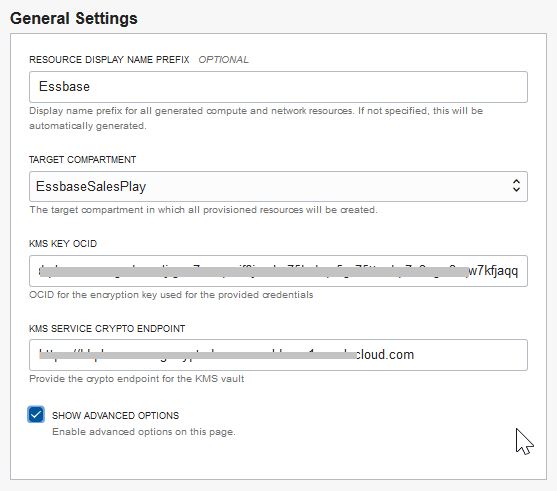 General Settings
RESOURCE DISPLAY NAME PREFIX OPTIONAL
Essbase
Display name prefix for all generated compute and network resources. If not specified, this will be
automatically generated.
TARGET COMPARTMENT
EssbaseSalesPlay
The target compartment in which all provisioned resources will be created.
KMS KEY OCID
w7kfjaqq
OCID for the encryption key used for the provided credentials
KMS SERVICE CRYPTO ENDPOINT
cloud.com
Provide the crypto endpoint for the KMS vault
SHOW ADVANCED OPTIONS
Enable advanced options on this page.